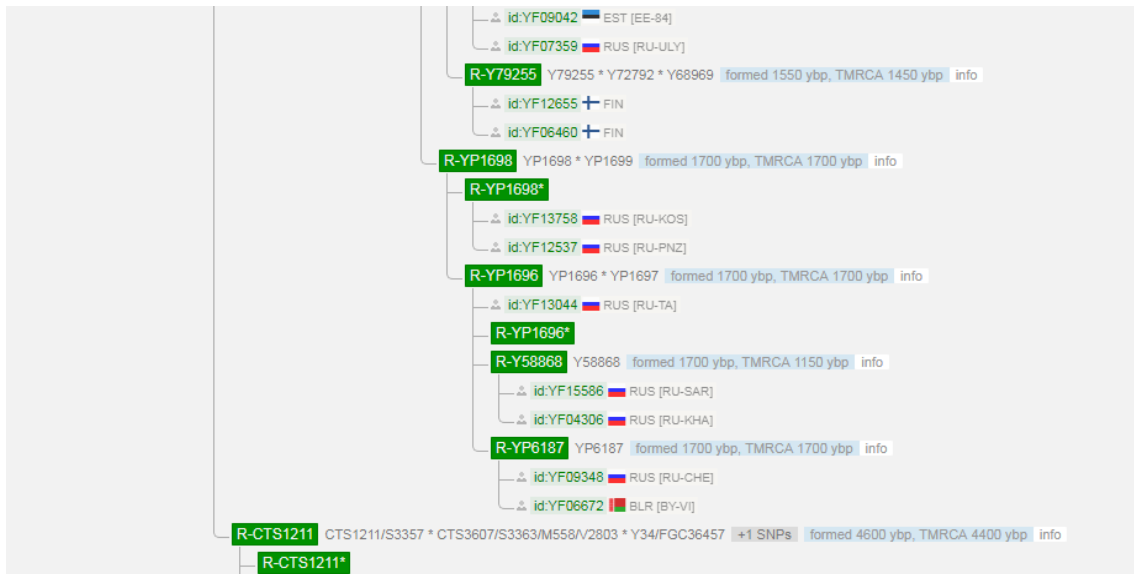 id:YF09042 EST [EE-84]
id:YF07359 RUS [RU-ULY]
R-Y79255 Y79255 * Y72792 * Y68969 formed 1550 ybp, TMRCA 1450 ybp info
id:YF12655 FIN
id:YF06460 FIN
R-YP1698 YP1698 * YP1699 formed 1700 ybp, TMRCA 1700 ybp info
R-YP1698*
id:YF13758 RUS [RU-KOS]
id:YF12537 RUS [RU-PNZ]
R-YP1696 YP1696 * YP1697 formed 1700 ybp, TMRCA 1700 ybp info
id:YF13044 RUS [RU-TA]
R-YP1696*
R-Y58868 Y58868 formed 1700 ybp, TMRCA 1150 ybp info
id:YF15586 RUS [RU-SAR]
id:YF04306 RUS [RU-KHA]
R-YP6187 YP6187 formed 1700 ybp, TMRCA 1700 ybp info
id:YF09348 RUS [RU-CHE]
id:YF06672 BLR [BY-VI]
R-CTS1211 CTS1211/S3357 * CTS3607/S3363/M558/V2803 * Y34/FGC36457 +1 SNPs formed 4600 ybp, TMRCA 4400 ybp info
R-CTS1211*